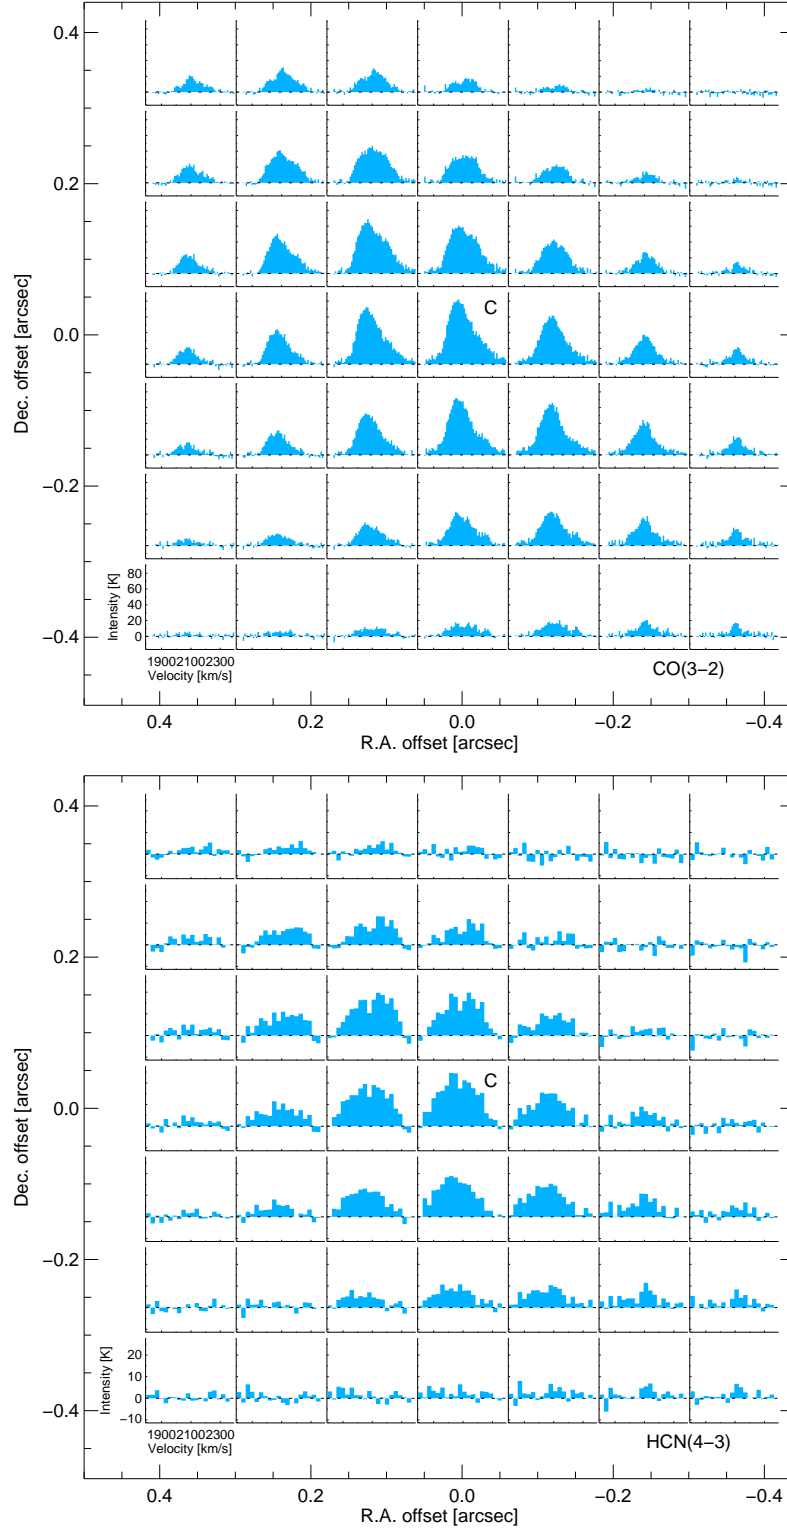 0.4
0.2
C
0.0
Dec. offset [arcsec]
−0.2
80
60
40
20
0
Intensity [K]
−0.4
190021002300
Velocity [km/s]
CO(3−2)
0.4 0.2 0.0 −0.2 −0.4
R.A. offset [arcsec]
0.4
0.2
C
0.0
Dec. offset [arcsec]
−0.2
20
10
0
−10
Intensity [K]
−0.4
190021002300
Velocity [km/s]
HCN(4−3)
0.4 0.2 0.0 −0.2 −0.4
R.A. offset [arcsec]